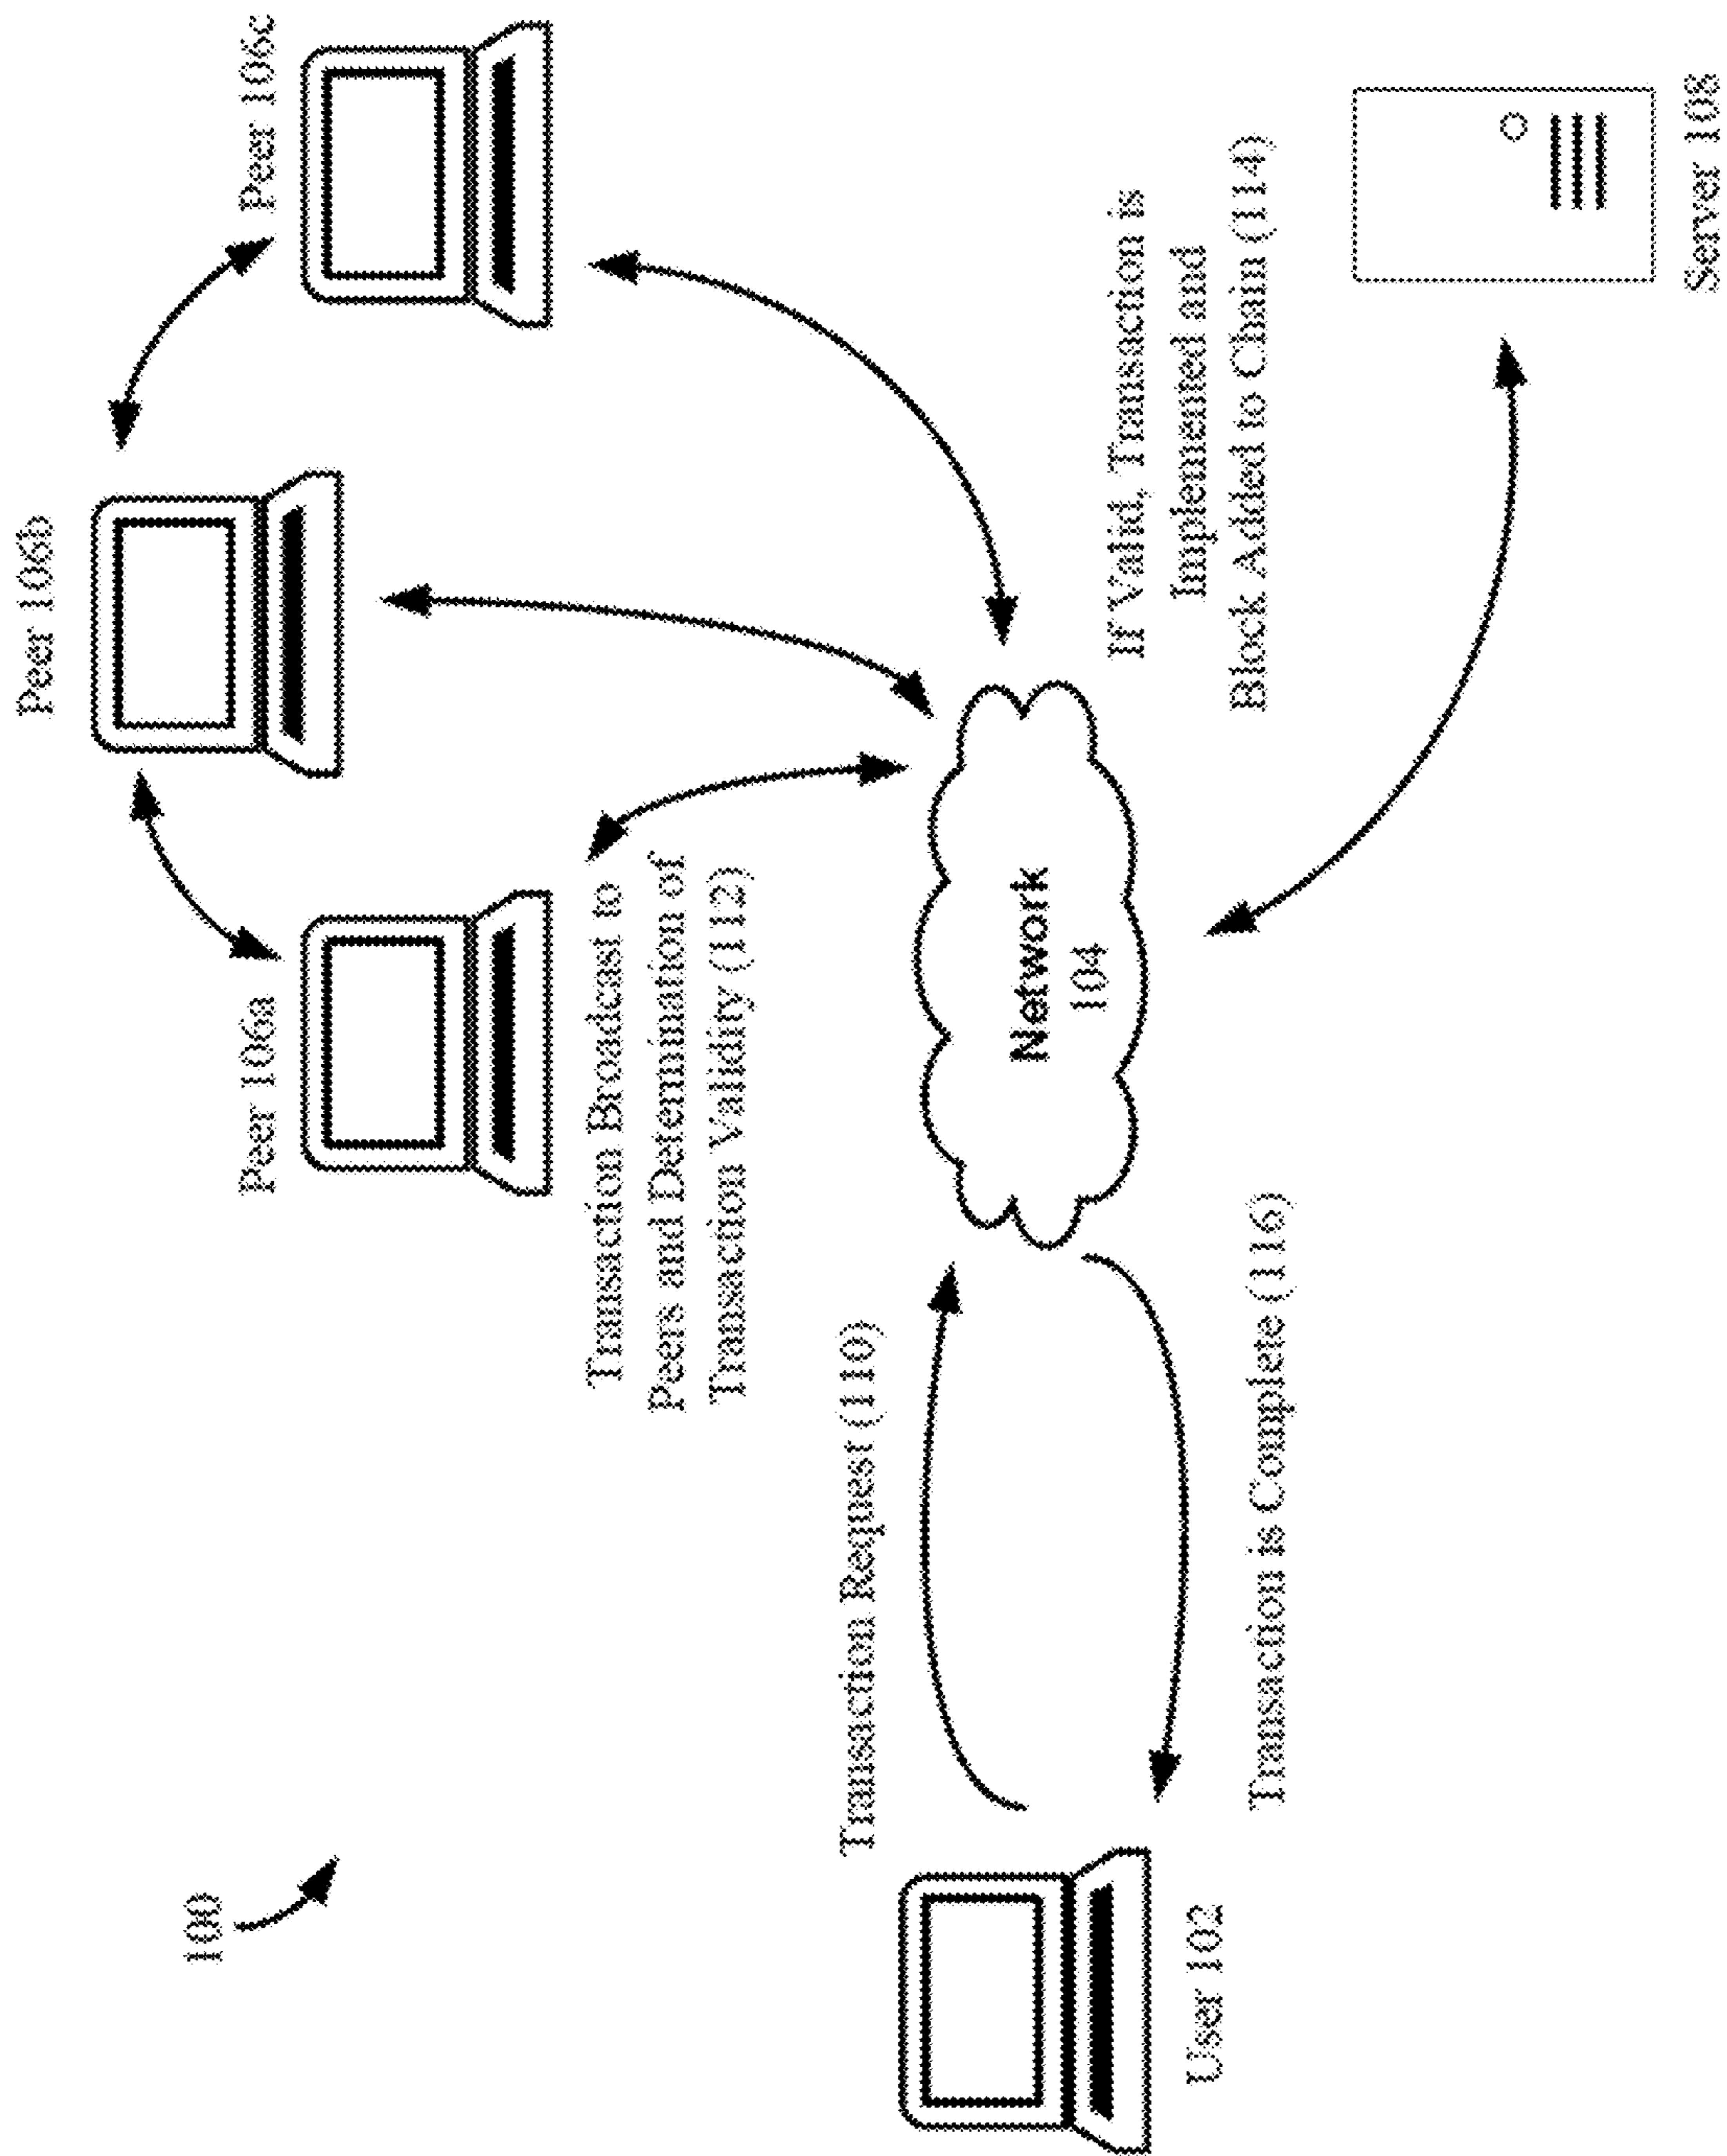 100
Peer 106b
Peer 106a
Peer 106c
Transaction Broadcast to
Peers and Determination of
Transaction Validity (112)
Transaction Request (110)
Network
104
If Valid, Transaction is
Implemented and
Block Added to Chain (114)
User 102
Transaction is Complete (116)
Server 108